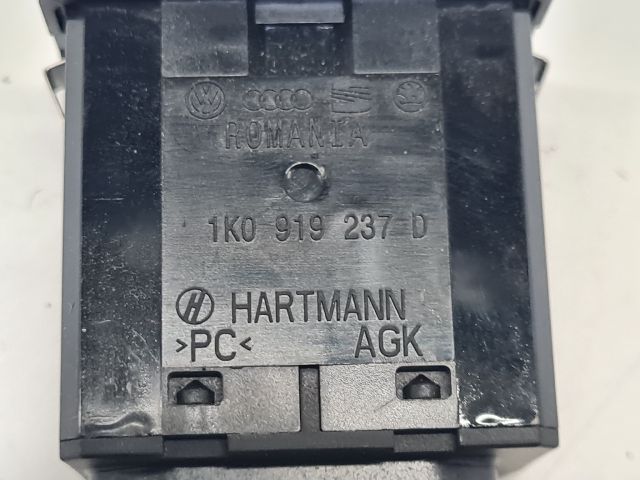 ROMANIA
1K0 919 237 D
HARTMANN
>PC< AGK